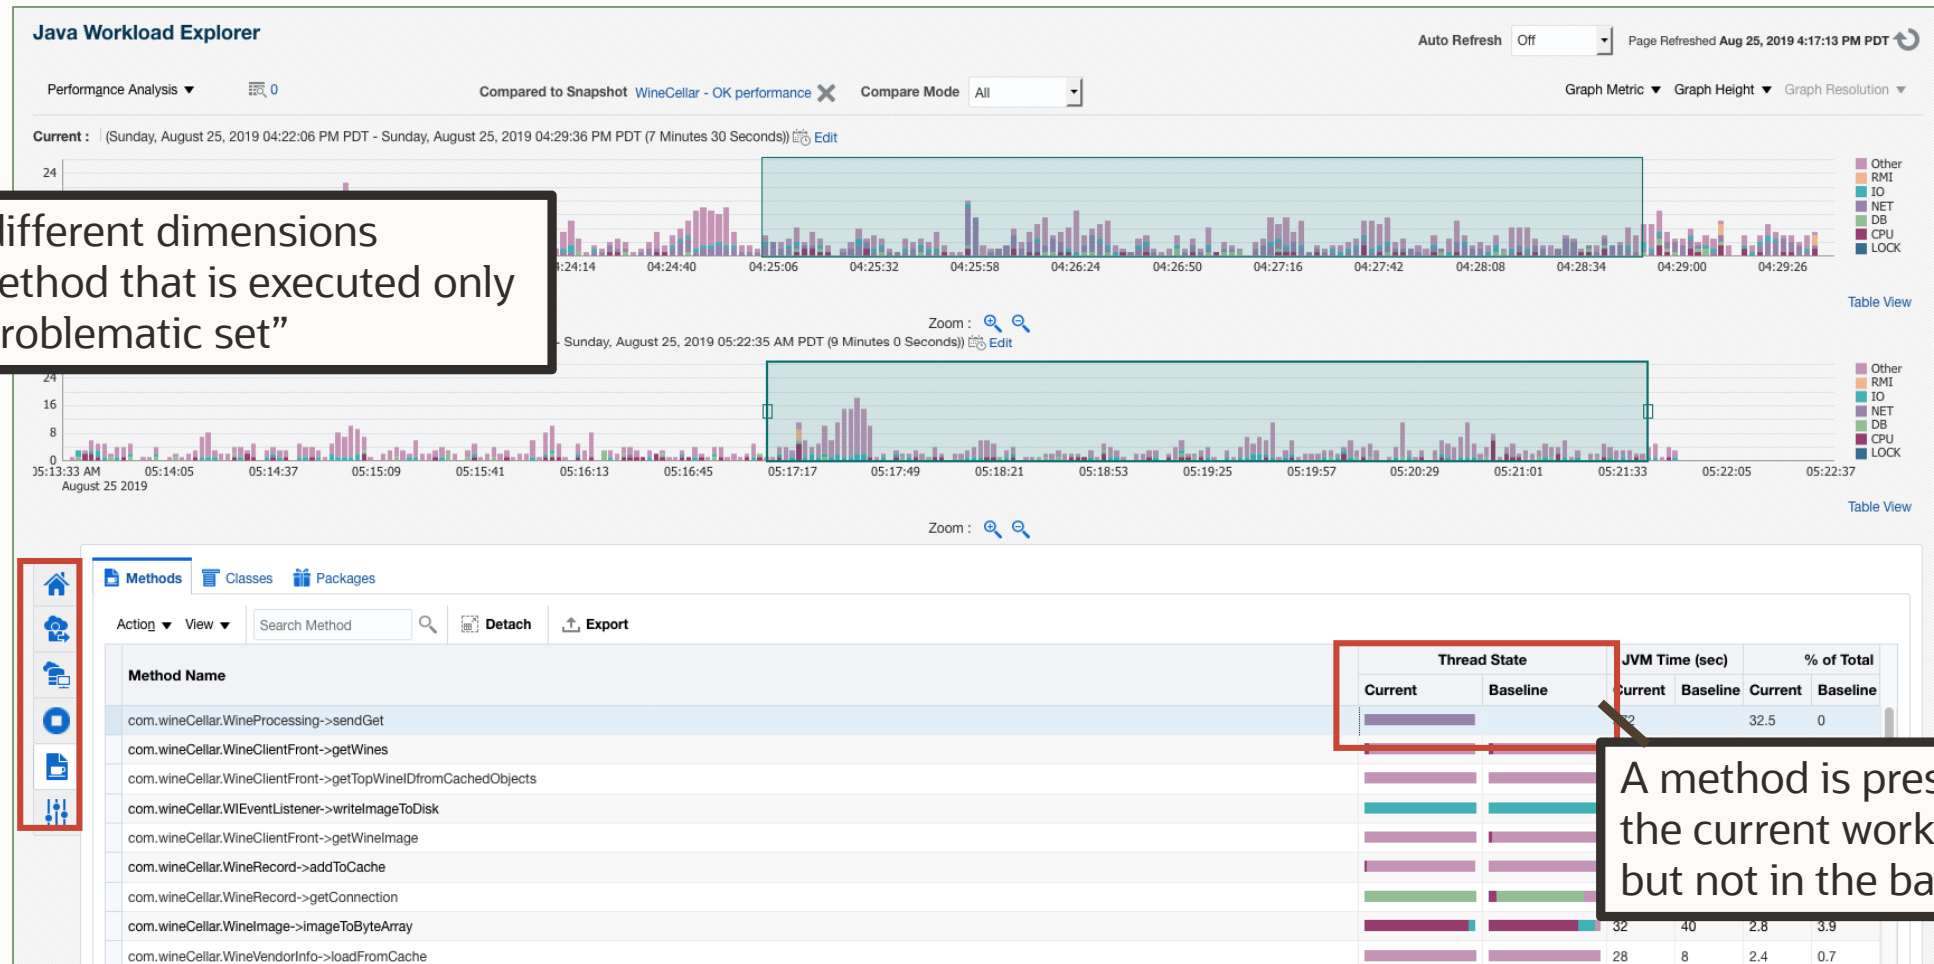 Java Workload Explorer
Auto Refresh Off Page Refreshed Aug 25, 2019 4:17:13 PM PDT
Performance Analysis 0 Compared to Snapshot WineCellar - OK performance Compare Mode All Graph Metric Graph Height Graph Resolution
Current : (Sunday, August 25, 2019 04:22:06 PM PDT - Sunday, August 25, 2019 04:29:36 PM PDT (7 Minutes 30 Seconds)) Edit
24
Other
RMI
IO
NET
DB
CPU
LOCK
different dimensions
method that is executed only
problematic set”
4:24:14 04:24:40 04:25:06 04:25:32 04:25:58 04:26:24 04:26:50 04:27:16 04:27:42 04:28:08 04:28:34 04:29:00 04:29:26
Table View
Zoom :
- Sunday, August 25, 2019 05:22:35 AM PDT (9 Minutes 0 Seconds)) Edit
24
16
8
0
Other
RMI
IO
NET
DB
CPU
LOCK
05:13:33 AM 05:14:05 05:14:37 05:15:09 05:15:41 05:16:13 05:16:45 05:17:17 05:17:49 05:18:21 05:18:53 05:19:25 05:19:57 05:20:29 05:21:01 05:21:33 05:22:05 05:22:37
August 25 2019
Table View
Zoom :
Methods Classes Packages
Action View Search Method Detach Export
Method Name Thread State JVM Time (sec) % of Total
Current Baseline Current Baseline Current Baseline
com.wineCellar.WineProcessing->sendGet 32.5 0
com.wineCellar.WineClientFront->getWines
com.wineCellar.WineClientFront->getTopWineIDfromCachedObjects
com.wineCellar.WIEventListener->writeImageToDisk
com.wineCellar.WineClientFront->getWineImage
com.wineCellar.WineRecord->addToCache
com.wineCellar.WineRecord->getConnection
A method is pres
the current work
but not in the ba
com.wineCellar.WineImage->imageToByteArray 32 40 2.8 3.9
com.wineCellar.WineVendorInfo->loadFromCache 28 8 2.4 0.7